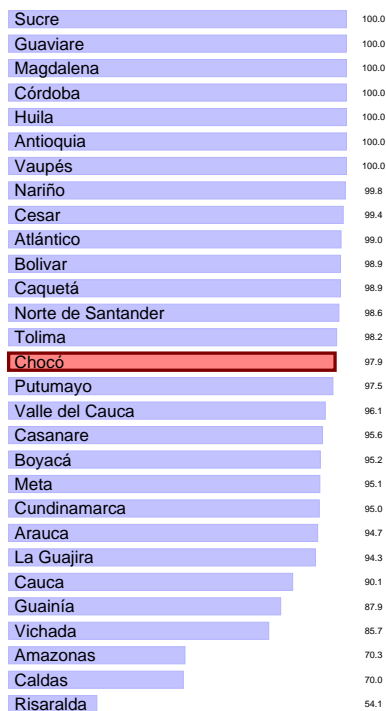 Sucre 100.0
Guaviare 100.0
Magdalena 100.0
Córdoba 100.0
Huila 100.0
Antioquia 100.0
Vaupés 100.0
Nariño 99.8
Cesar 99.4
Atlántico 99.0
Bolivar 98.9
Caquetá 98.9
Norte de Santander 98.6
Tolima 98.2
Chocó 97.9
Putumayo 97.5
Valle del Cauca 96.1
Casanare 95.6
Boyacá 95.2
Meta 95.1
Cundinamarca 95.0
Arauca 94.7
La Guajira 94.3
Cauca 90.1
Guainía 87.9
Vichada 85.7
Amazonas 70.3
Caldas 70.0
Risaralda 54.1